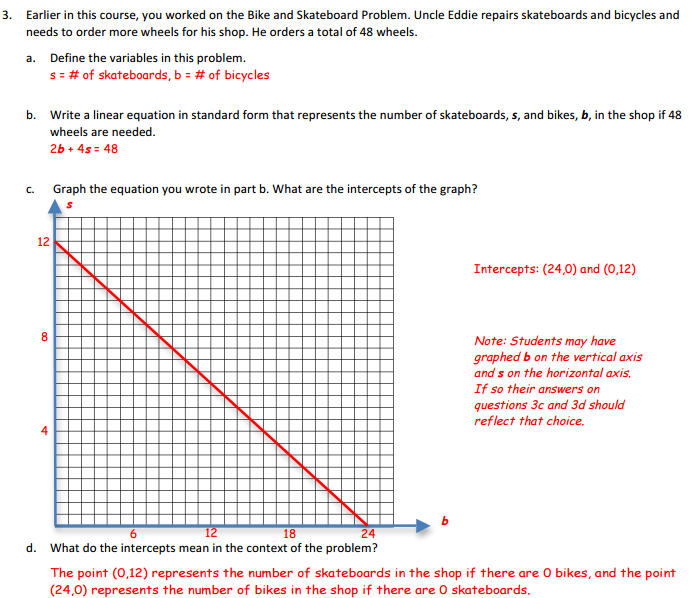 3. Earlier in this course, you worked on the Bike and Skateboard Problem. Uncle Eddie repairs skateboards and bicycles and
needs to order more wheels for his shop. He orders a total of 48 wheels.
a. Define the variables in this problem.
s = # of skateboards, b = # of bicycles
b. Write a linear equation in standard form that represents the number of skateboards, s, and bikes, b, in the shop if 48
wheels are needed.
2b + 4s = 48
c. Graph the equation you wrote in part b. What are the intercepts of the graph?
s
12
Intercepts: (24,0) and (0,12)
8
Note: Students may have
graphed b on the vertical axis
and s on the horizontal axis.
If so their answers on
questions 3c and 3d should
reflect that choice.
4
b
6 12 18 24
d. What do the intercepts mean in the context of the problem?
The point (0,12) represents the number of skateboards in the shop if there are 0 bikes, and the point
(24,0) represents the number of bikes in the shop if there are 0 skateboards.